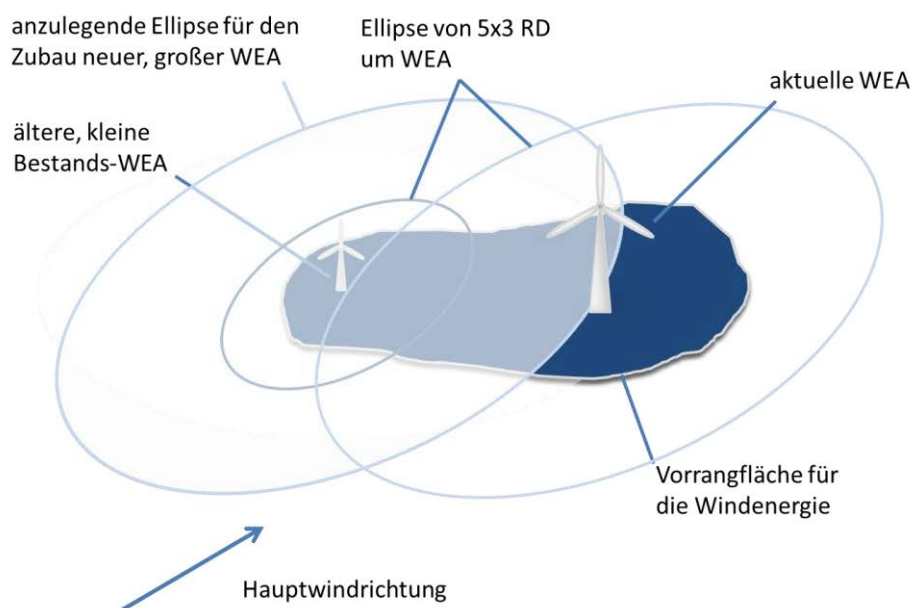 anzulegende Ellipse für den
Zubau neuer, großer WEA
Ellipse von 5x3 RD
um WEA
aktuelle WEA
ältere, kleine
Bestands-WEA
Vorrangfläche für
die Windenergie
Hauptwindrichtung